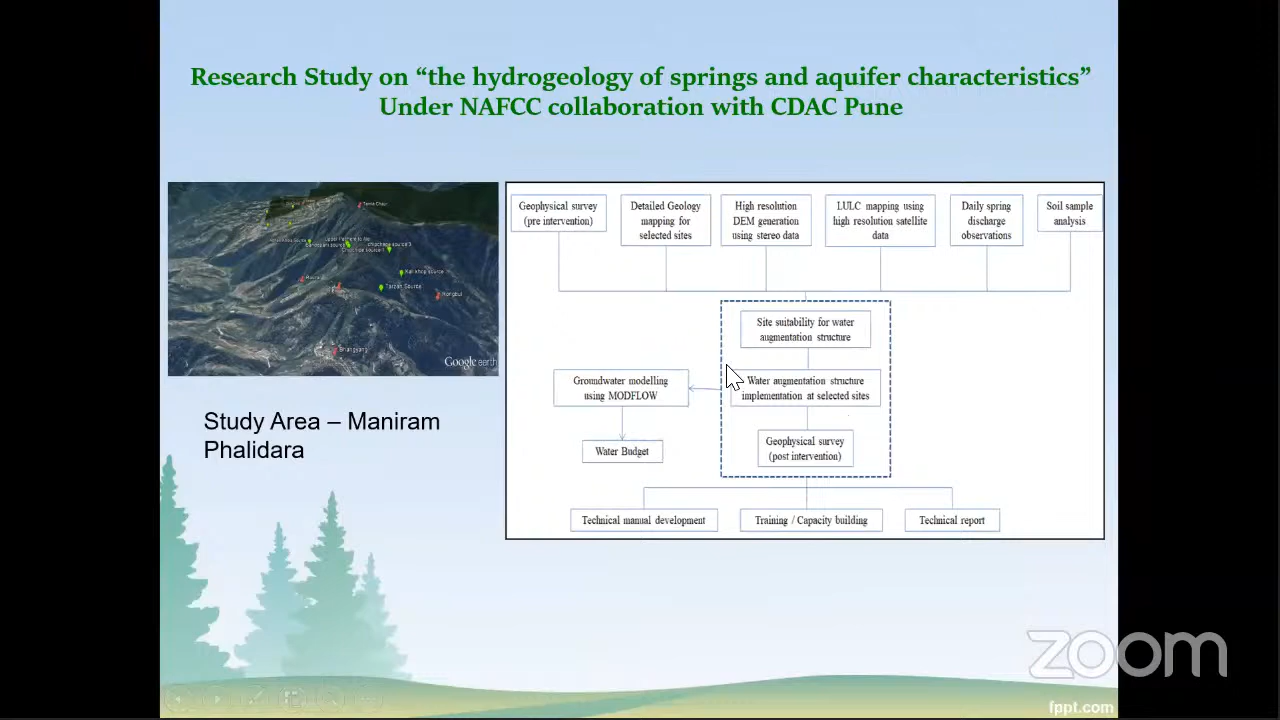 Research Study on “the hydrogeology of springs and aquifer characteristics”
Under NAFCC collaboration with CDAC Pune
Google earth
Study Area – Maniram
Phalidara
Geophysical survey
(pre intervention)
Detailed Geology
mapping for
selected sites
High resolution
DEM generation
using stereo data
LULC mapping using
high resolution satellite
data
Daily spring
discharge
observations
Soil sample
analysis
Site suitability for water
augmentation structure
Groundwater modelling
using MODFLOW
Water augmentation structure
implementation at selected sites
Geophysical survey
(post intervention)
Water Budget
Technical manual development
Training / Capacity building
Technical report
zoom
fppt.com